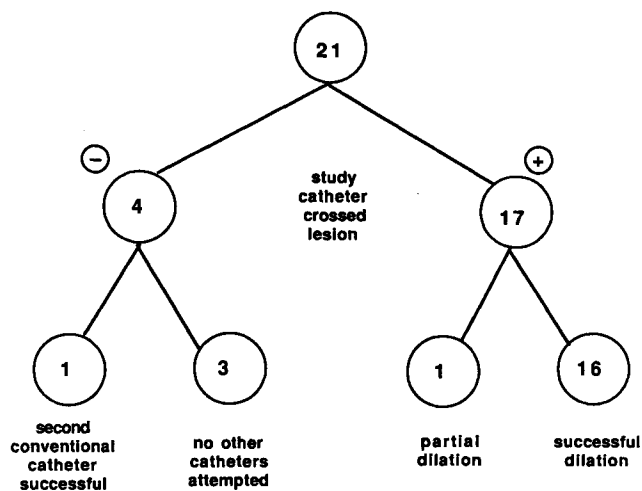 21
−
+
4
study
catheter
crossed
lesion
17
1
3
1
16
second
conventional
catheter
successful
no other
catheters
attempted
partial
dilation
successful
dilation